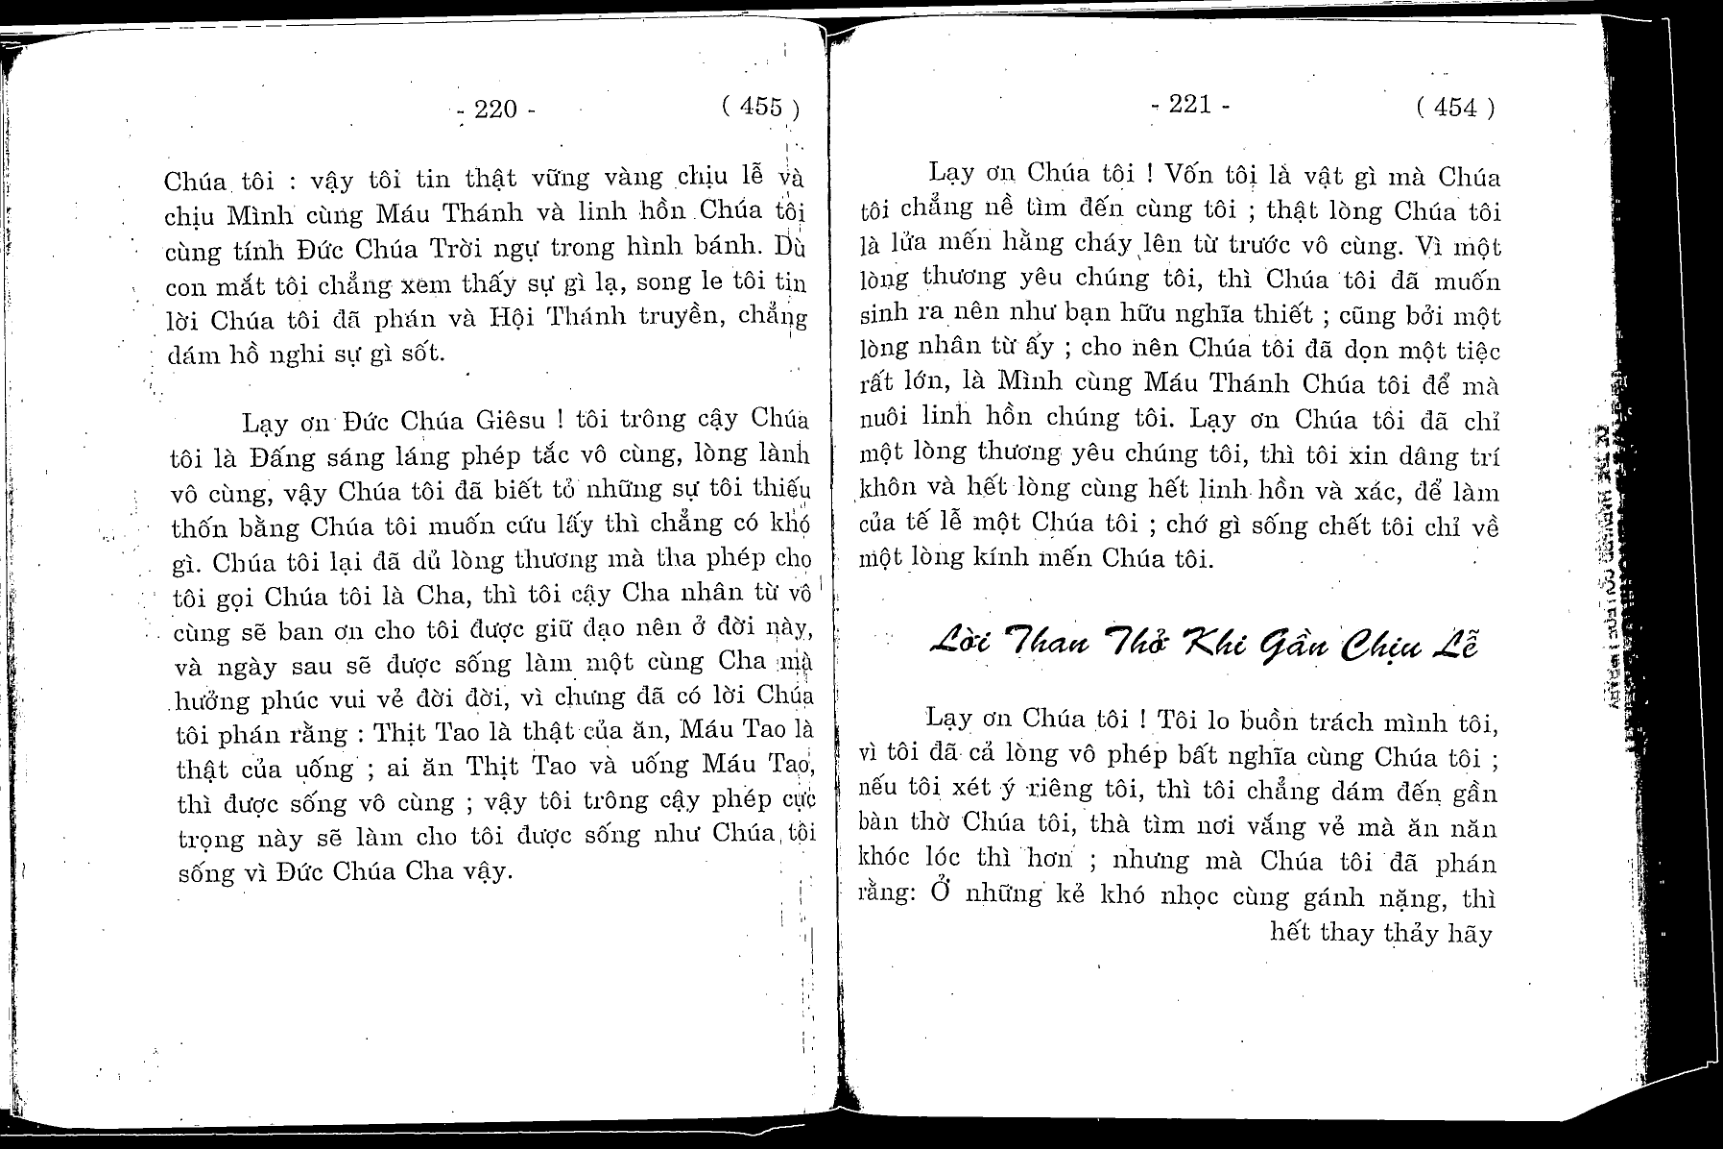 - 220 - ( 455 )
Chúa tôi : vậy tôi tin thật vững vàng chịu lễ và
chịu Mình cùng Máu Thánh và linh hồn Chúa tôi
cùng tính Đức Chúa Trời ngự trong hình bánh. Dù
con mắt tôi chẳng xem thấy sự gì lạ, song le tôi tin
lời Chúa tôi đã phán và Hội Thánh truyền, chẳng
dám hồ nghi sự gì sốt.
Lạy ơn Đức Chúa Giêsu ! tôi trông cậy Chúa
tôi là Đấng sáng láng phép tắc vô cùng, lòng lành
vô cùng, vậy Chúa tôi đã biết tỏ những sự tôi thiếu
thốn bằng Chúa tôi muốn cứu lấy thì chẳng có khó
gì. Chúa tôi lại đã dủ lòng thương mà tha phép cho
tôi gọi Chúa tôi là Cha, thì tôi cậy Cha nhân từ vô
cùng sẽ ban ơn cho tôi được giữ đạo nên ở đời này,
và ngày sau sẽ được sống làm một cùng Cha mà
hưởng phúc vui vẻ đời đời, vì chưng đã có lời Chúa
tôi phán rằng : Thịt Tao là thật của ăn, Máu Tao là
thật của uống ; ai ăn Thịt Tao và uống Máu Tao,
thì được sống vô cùng ; vậy tôi trông cậy phép cực
trọng này sẽ làm cho tôi được sống như Chúa tôi
sống vì Đức Chúa Cha vậy.
- 221 - ( 454 )
Lạy ơn Chúa tôi ! Vốn tôi là vật gì mà Chúa
tôi chẳng nề tìm đến cùng tôi ; thật lòng Chúa tôi
là lửa mến hằng cháy lên từ trước vô cùng. Vì một
lòng thương yêu chúng tôi, thì Chúa tôi đã muốn
sinh ra nên như bạn hữu nghĩa thiết ; cũng bởi một
lòng nhân từ ấy ; cho nên Chúa tôi đã dọn một tiệc
rất lớn, là Mình cùng Máu Thánh Chúa tôi để mà
nuôi linh hồn chúng tôi. Lạy ơn Chúa tôi đã chỉ
một lòng thương yêu chúng tôi, thì tôi xin dâng trí
khôn và hết lòng cùng hết linh hồn và xác, để làm
của tế lễ một Chúa tôi ; chớ gì sống chết tôi chỉ về
một lòng kính mến Chúa tôi.
Lời Than Thở Khi Gần Chịu Lễ
Lạy ơn Chúa tôi ! Tôi lo buồn trách mình tôi,
vì tôi đã cả lòng vô phép bất nghĩa cùng Chúa tôi ;
nếu tôi xét ý riêng tôi, thì tôi chẳng dám đến gần
bàn thờ Chúa tôi, thà tìm nơi vắng vẻ mà ăn năn
khóc lóc thì hơn ; nhưng mà Chúa tôi đã phán
rằng: Ở những kẻ khó nhọc cùng gánh nặng, thì
hết thay thảy hãy